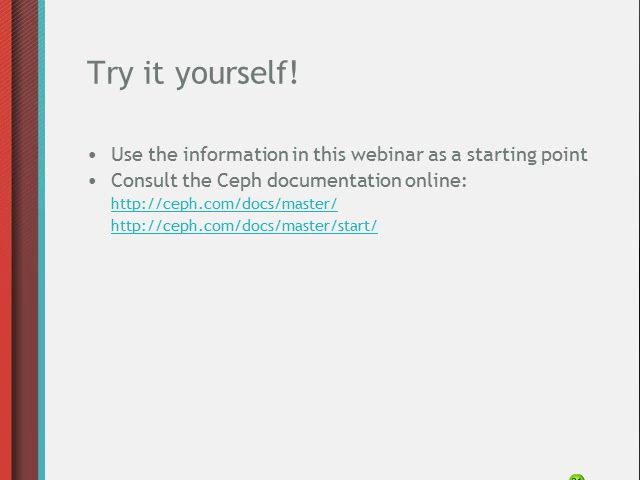 Try it yourself!
• Use the information in this webinar as a starting point
• Consult the Ceph documentation online:
http://ceph.com/docs/master/
http://ceph.com/docs/master/start/